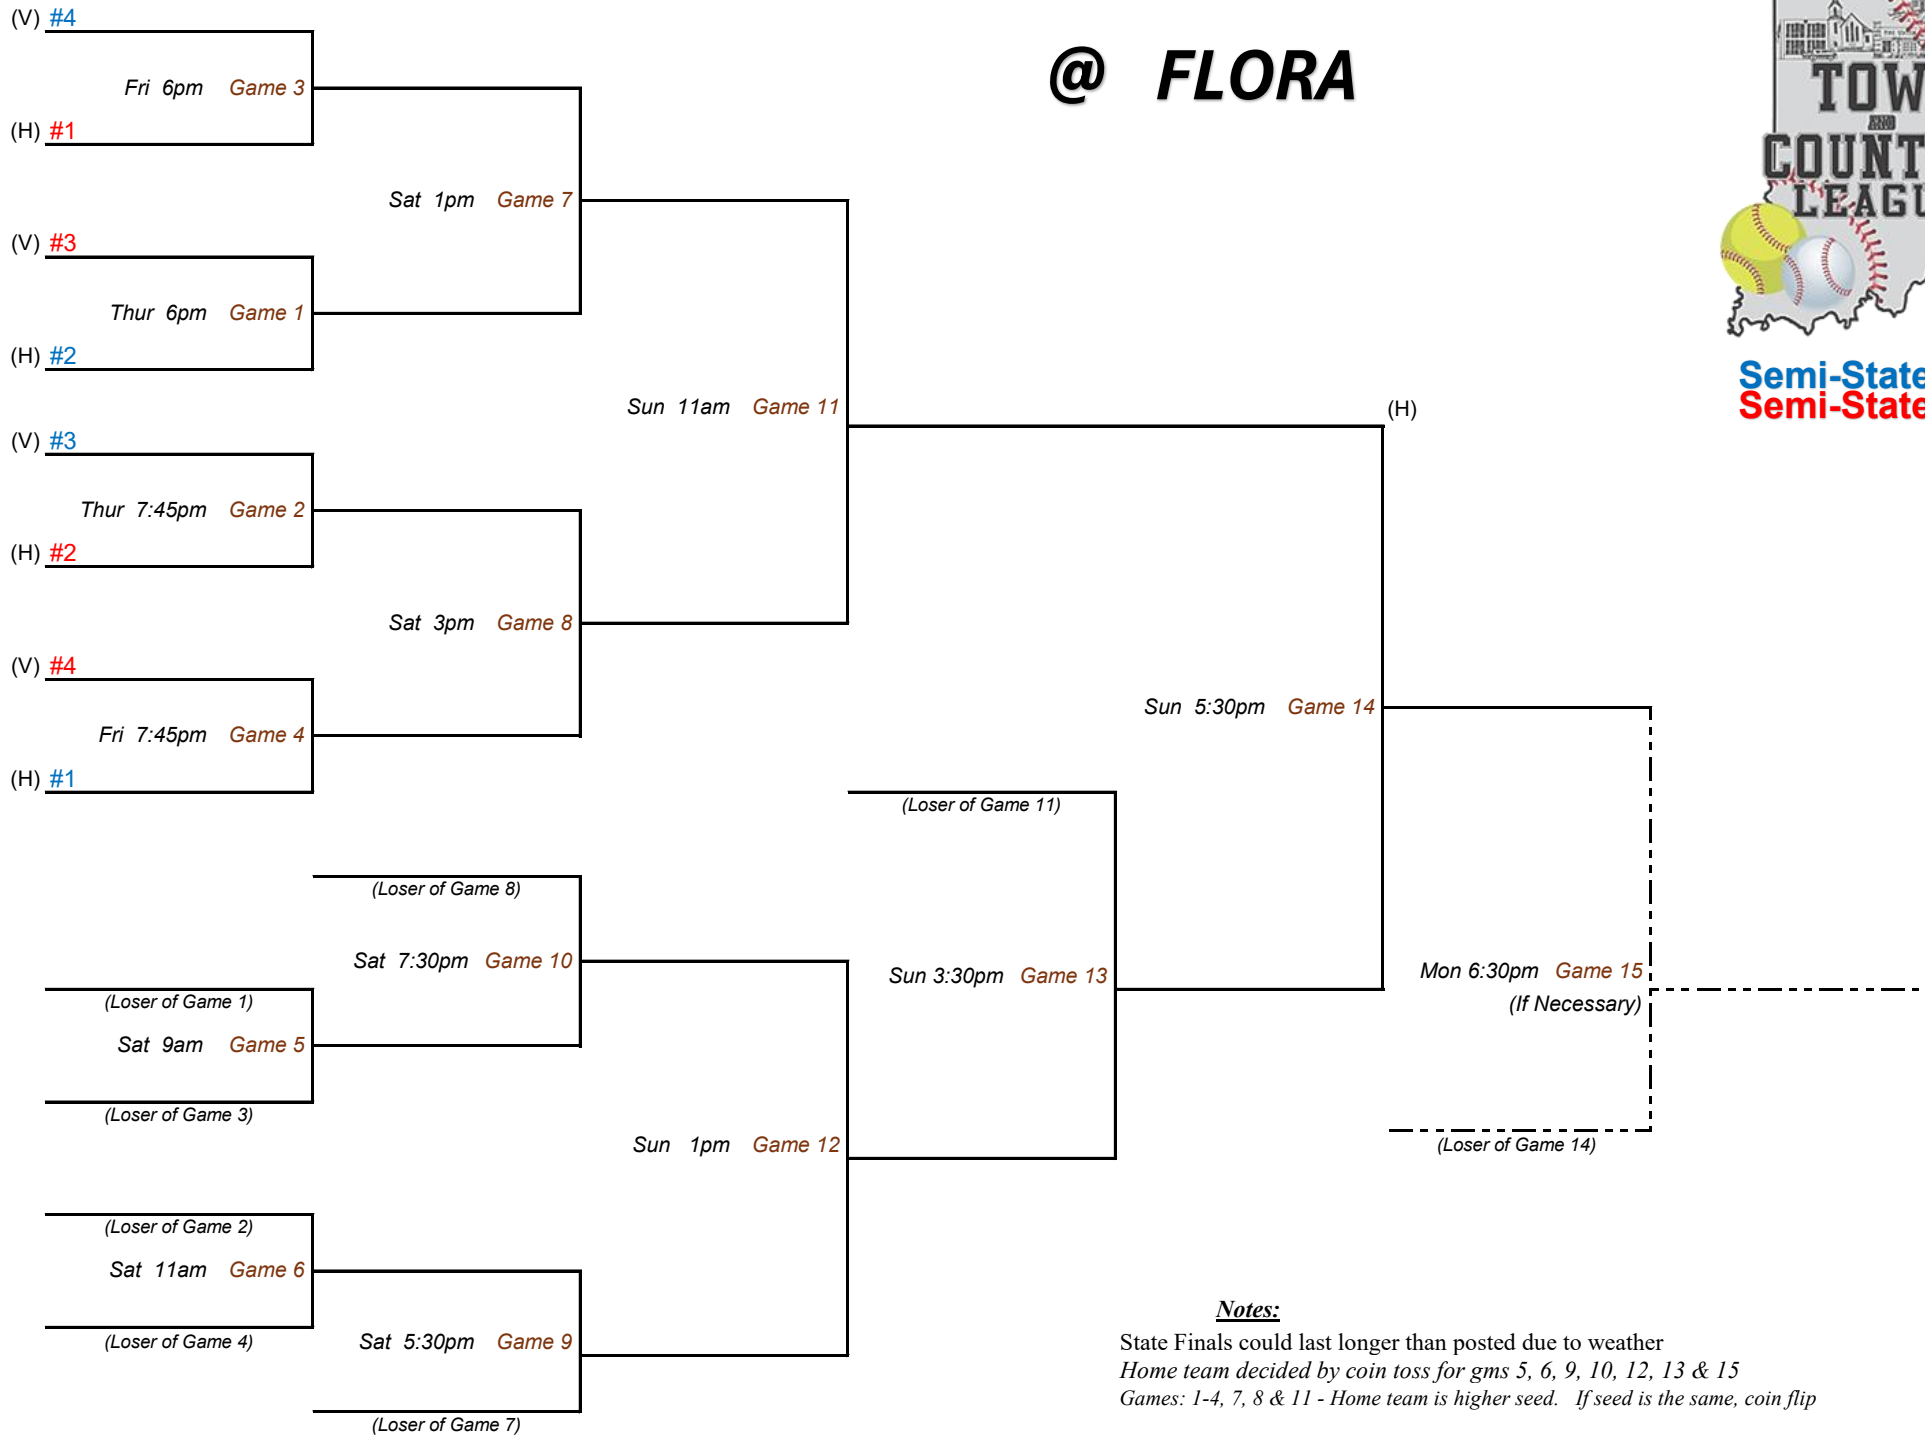 (V) #4
@ FLORA
Fri 6pm Game 3
(H) #1
TOW
AND
COUNT
LEAGU
Sat 1pm Game 7
(V) #3
Thur 6pm Game 1
(H) #2
Semi-State
Semi-State
Sun 11am Game 11
(H)
(V) #3
Thur 7:45pm Game 2
(H) #2
Sat 3pm Game 8
(V) #4
Sun 5:30pm Game 14
Fri 7:45pm Game 4
(H) #1
(Loser of Game 11)
(Loser of Game 8)
Sat 7:30pm Game 10
Sun 3:30pm Game 13
Mon 6:30pm Game 15
(If Necessary)
(Loser of Game 1)
Sat 9am Game 5
(Loser of Game 3)
Sun 1pm Game 12
(Loser of Game 14)
(Loser of Game 2)
Sat 11am Game 6
(Loser of Game 4)
Sat 5:30pm Game 9
(Loser of Game 7)
Notes:
State Finals could last longer than posted due to weather
Home team decided by coin toss for gms 5, 6, 9, 10, 12, 13 & 15
Games: 1-4, 7, 8 & 11 - Home team is higher seed. If seed is the same, coin flip